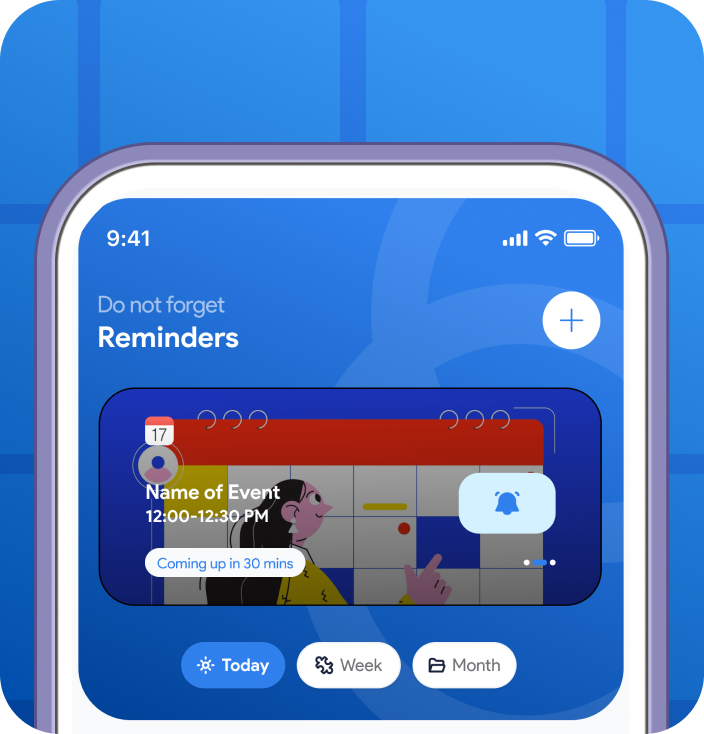 9:41
Do not forget
Reminders
17
Name of Event
12:00-12:30 PM
Coming up in 30 mins
Today
Week
Month